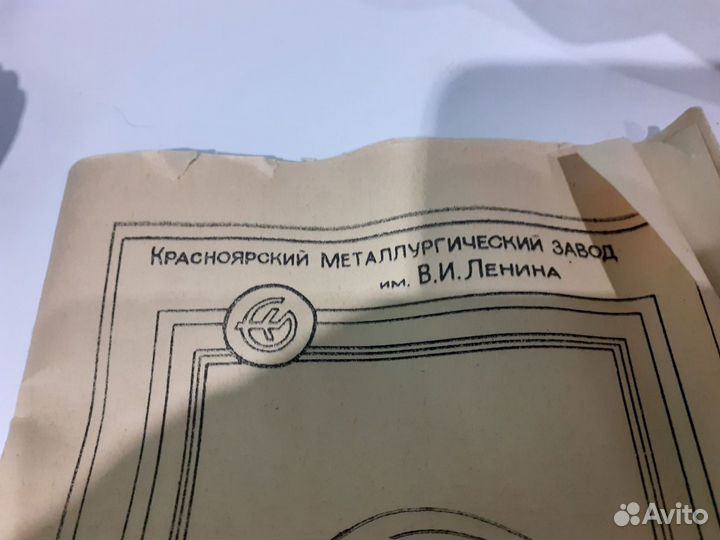 Красноярский металлургический завод
им. В.И. Ленина
Avito